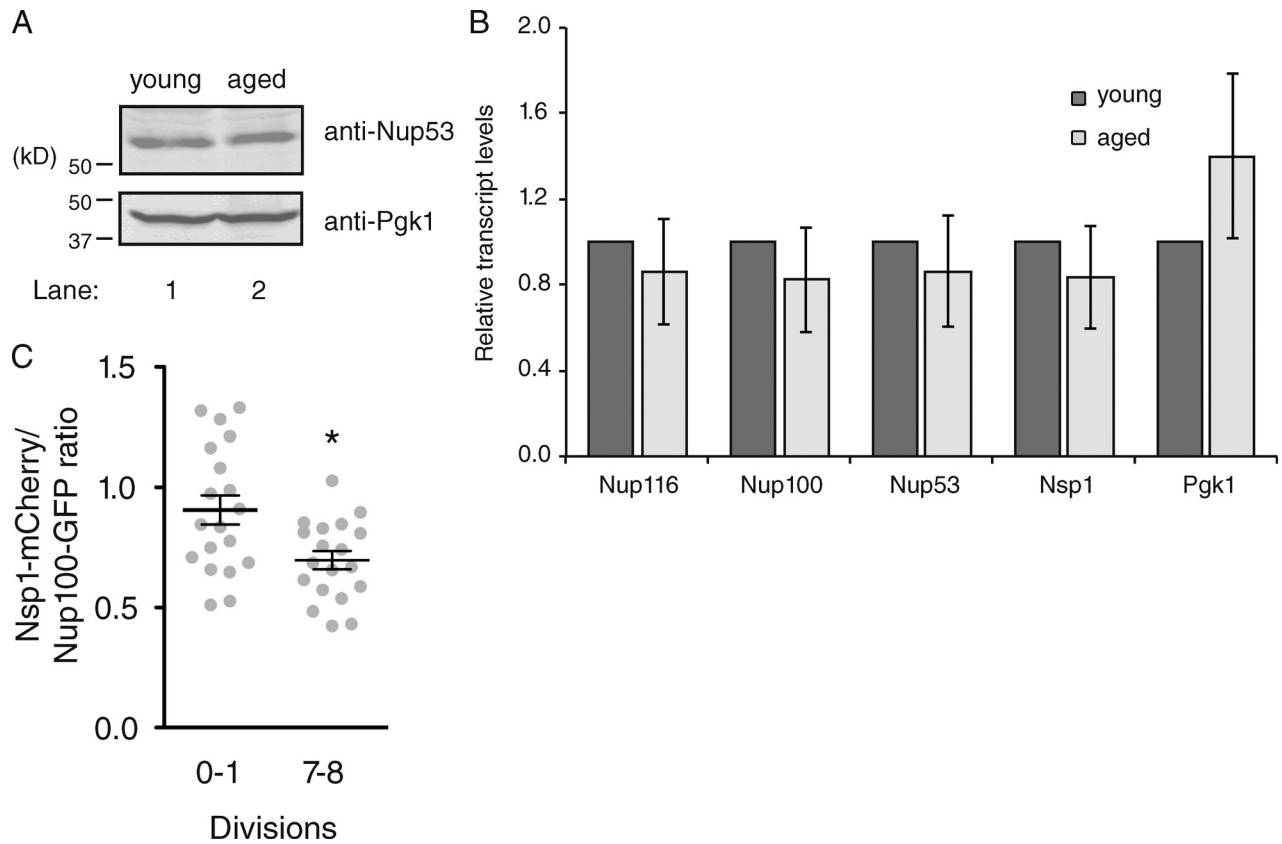 A
young aged
anti-Nup53
(kD)
50
50
anti-Pgk1
37
Lane: 1 2
B
2.0
1.6
1.2
0.8
0.4
0.0
Relative transcript levels
young
aged
Nup116 Nup100 Nup53 Nsp1 Pgk1
C
1.5
1.0
0.5
0.0
Nsp1-mCherry/
Nup100-GFP ratio
*
0-1 7-8
Divisions